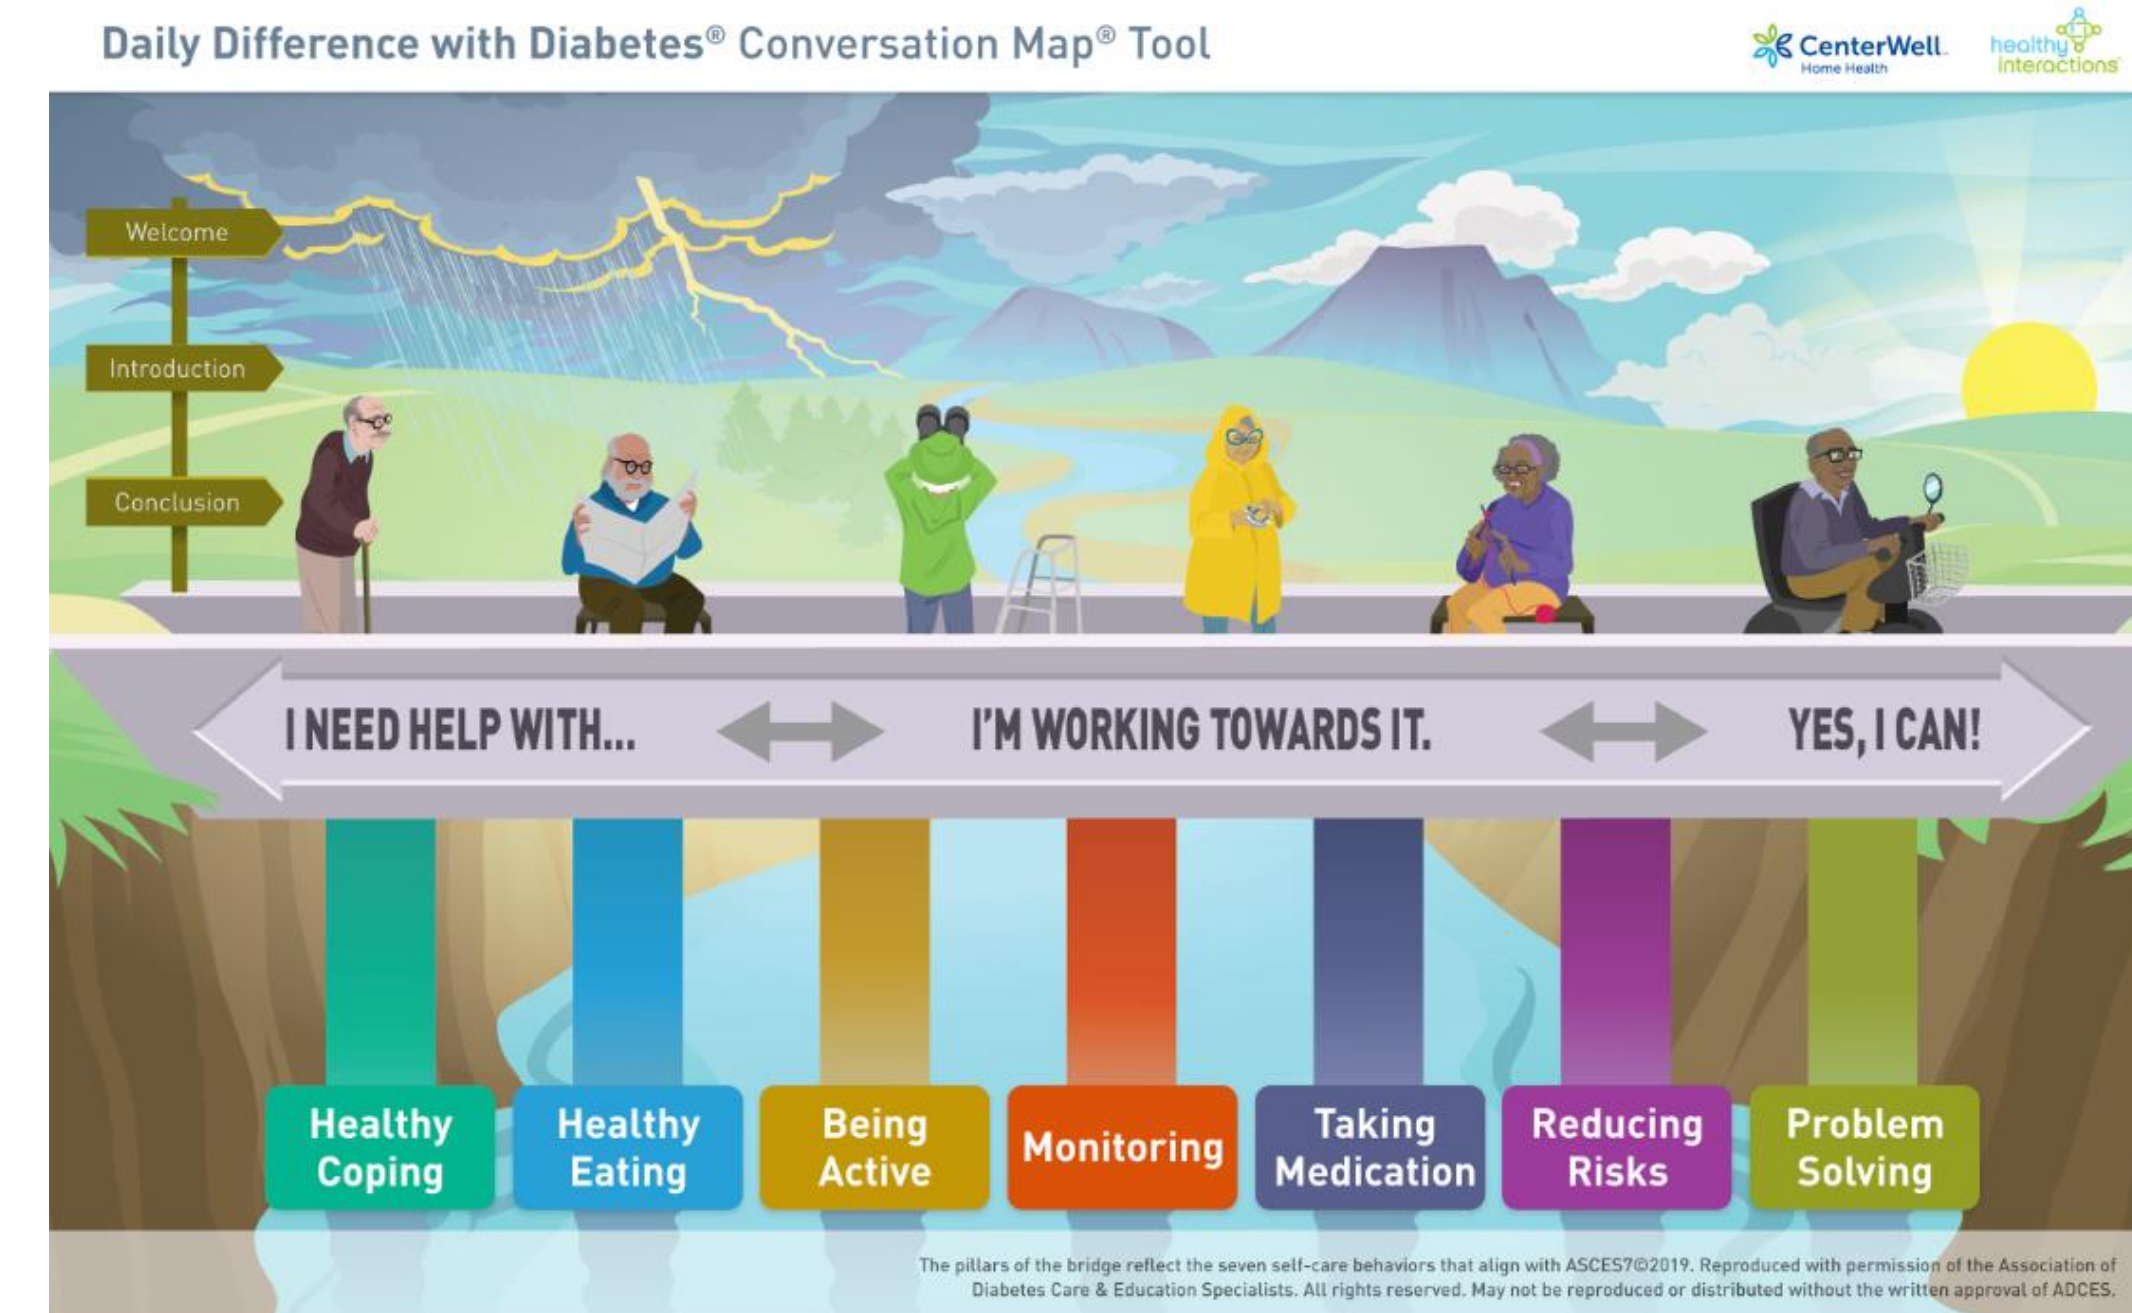 Daily Difference with Diabetes® Conversation Map® Tool
CenterWell
Home Health
healthy
interactions
Welcome
Introduction
Conclusion
I NEED HELP WITH...
I'M WORKING TOWARDS IT.
YES, I CAN!
Healthy
Coping
Healthy
Eating
Being
Active
Monitoring
Taking
Medication
Reducing
Risks
Problem
Solving
The pillars of the bridge reflect the seven self-care behaviors that align with ASCES7©2019. Reproduced with permission of the Association of
Diabetes Care & Education Specialists. All rights reserved. May not be reproduced or distributed without the written approval of ADCES.